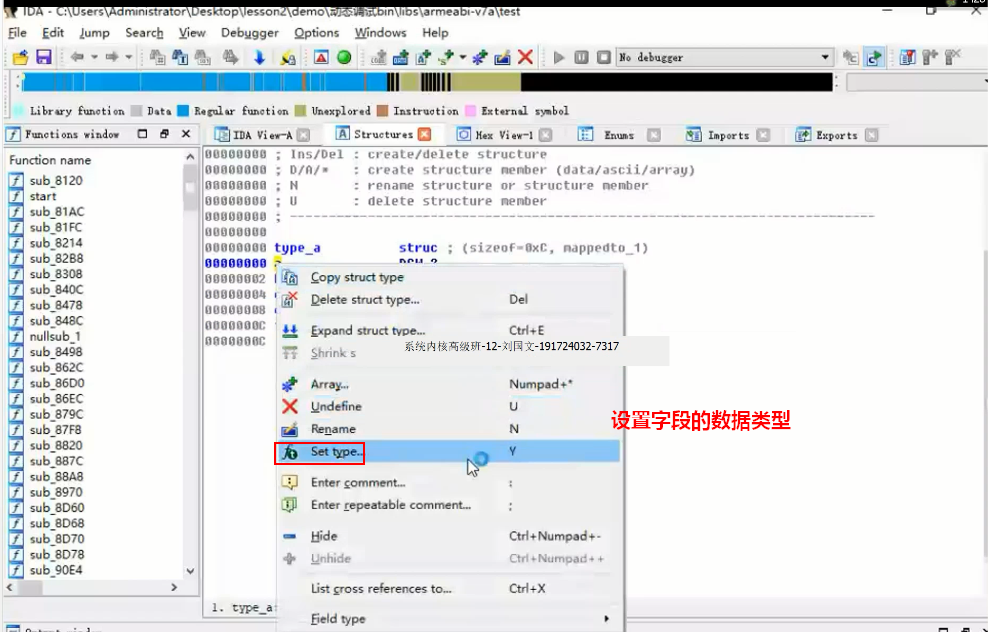 IDA - C:\Users\Administrator\Desktop\lesson2\demo\动态调试bin\libs\armeabi-v7a\test
File Edit Jump Search View Debugger Options Windows Help
No debugger
Library function Data Regular function Unexplored Instruction External symbol
Functions window
IDA View-A Structures Hex View-1 Enums Imports Exports
Function name
sub_8120
start
sub_81AC
sub_81FC
sub_8214
sub_82B8
sub_8308
sub_840C
sub_8478
sub_848C
nullsub_1
sub_8498
sub_862C
sub_86D0
sub_86EC
sub_879C
sub_87F8
sub_8820
sub_887C
sub_88A8
sub_8970
sub_8D60
sub_8D68
sub_8D70
sub_8D78
sub_90E4
00000000 ; Ins/Del : create/delete structure
00000000 ; D/A/* : create structure member (data/ascii/array)
00000000 ; N : rename structure or structure member
00000000 ; U : delete structure member
00000000 ; ---------------------------------------------------------------------------
00000000
00000000 type_a struc ; (sizeof=0xC, mappedto_1)
00000000
00000002
00000004
00000008
0000000C
0000000C
Copy struct type
Delete struct type... Del
Expand struct type... Ctrl+E
Shrink s
系统内核高级班-12-刘国文-191724032-7317
Array... Numpad+*
Undefine U
Rename N
Set type... Y
Enter comment... :
Enter repeatable comment... ;
Hide Ctrl+Numpad+-
Unhide Ctrl+Numpad++
List cross references to... Ctrl+X
Field type
设置字段的数据类型
1. type_a: